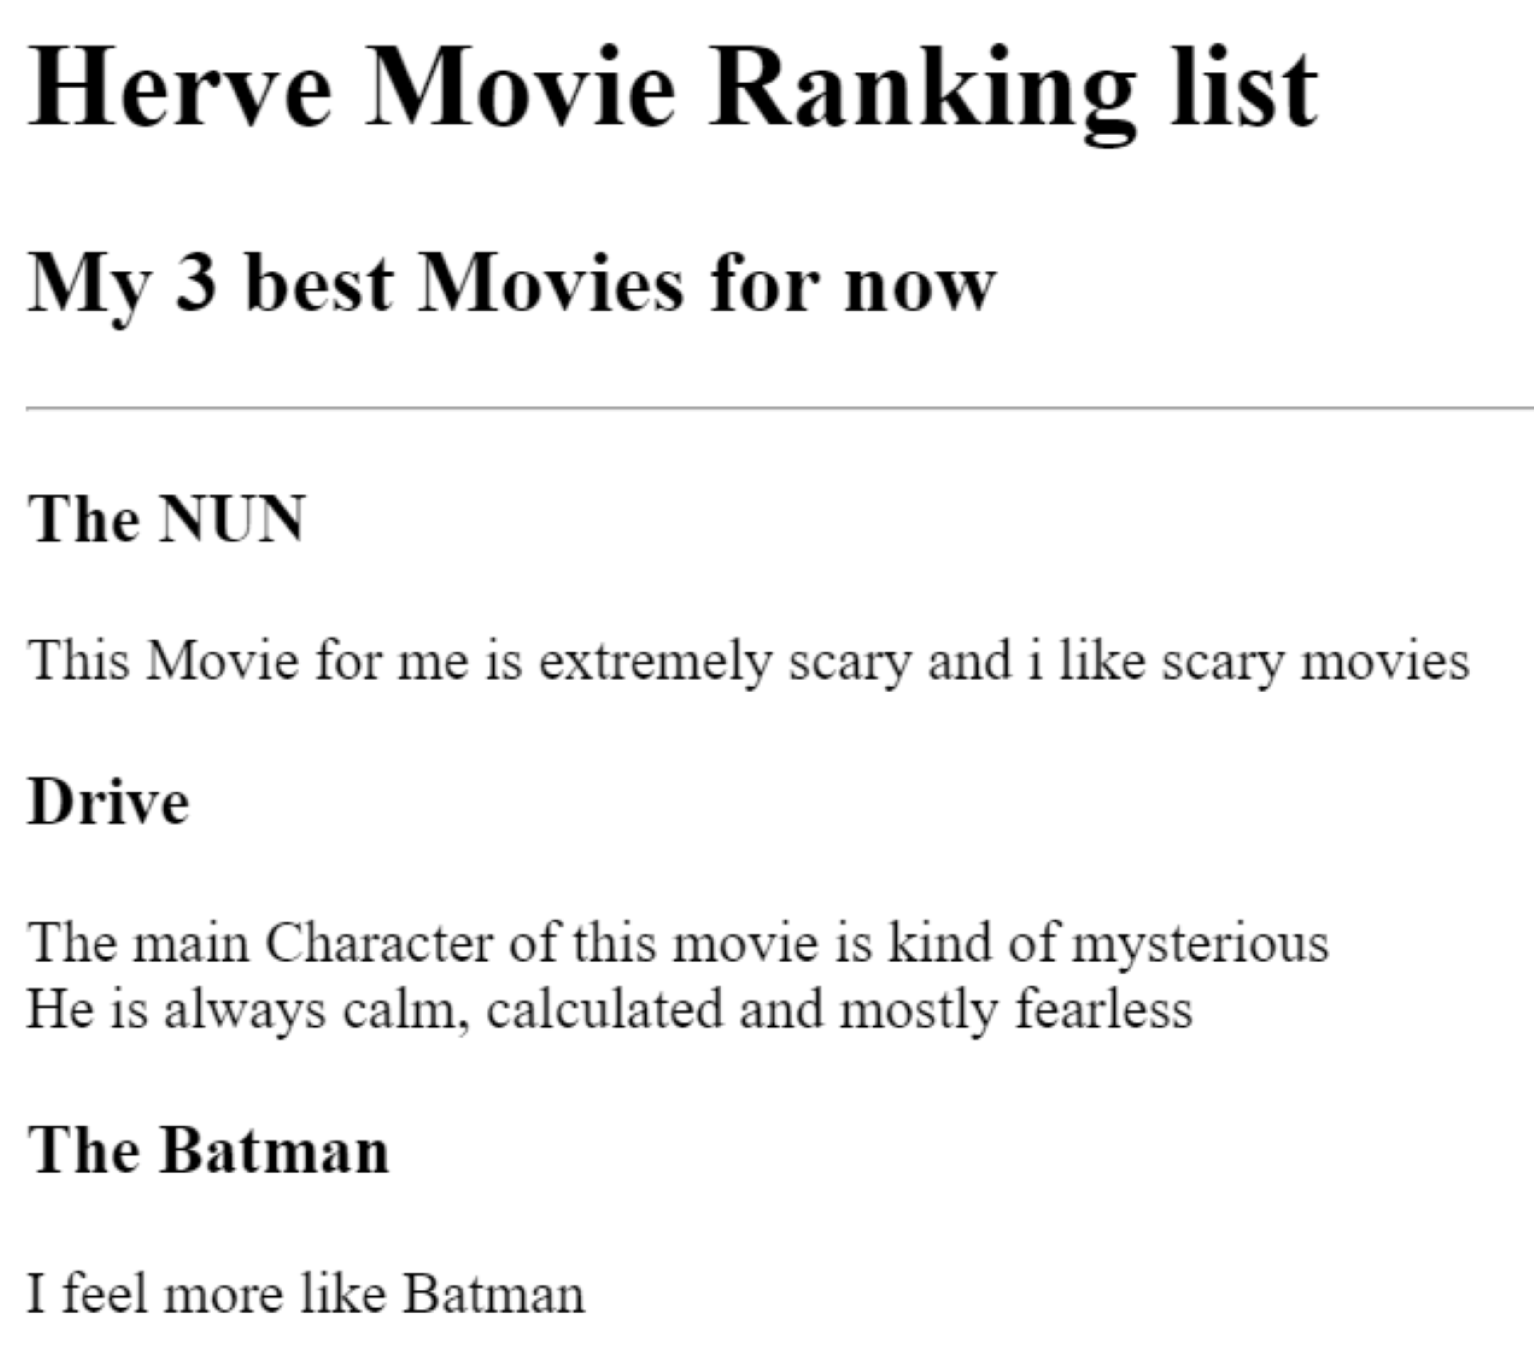 Herve Movie Ranking list
My 3 best Movies for now
The NUN
This Movie for me is extremely scary and i like scary movies
Drive
The main Character of this movie is kind of mysterious
He is always calm, calculated and mostly fearless
The Batman
I feel more like Batman